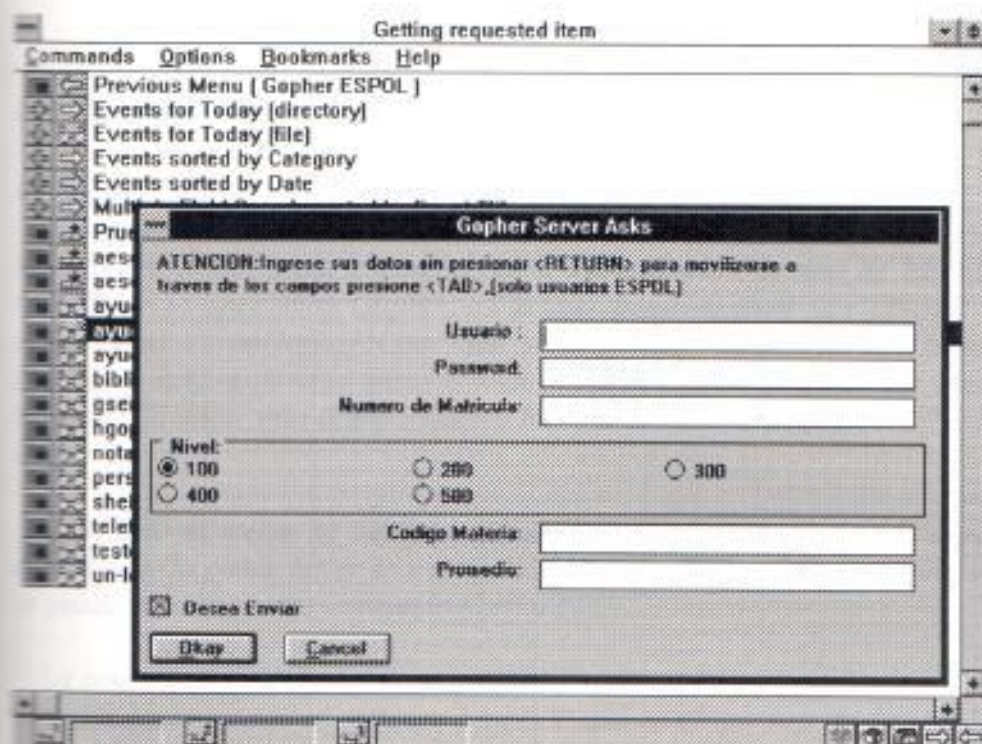 Getting requested item
Commands Options Bookmarks Help
Previous Menu [ Gopher ESPOL ]
Events for Today [directory]
Events for Today [file]
Events sorted by Category
Events sorted by Date
Gopher Server Asks
ATENCION:Ingrese sus datos sin presionar <RETURN> para movilizarse a
traves de los campos presione <TAB>,[solo usuarios ESPOL]
Usuario :
Password:
Numero de Matricula:
Nivel:
100 200 300
400 500
Codigo Materia:
Promedio:
Desea Enviar
Okay Cancel